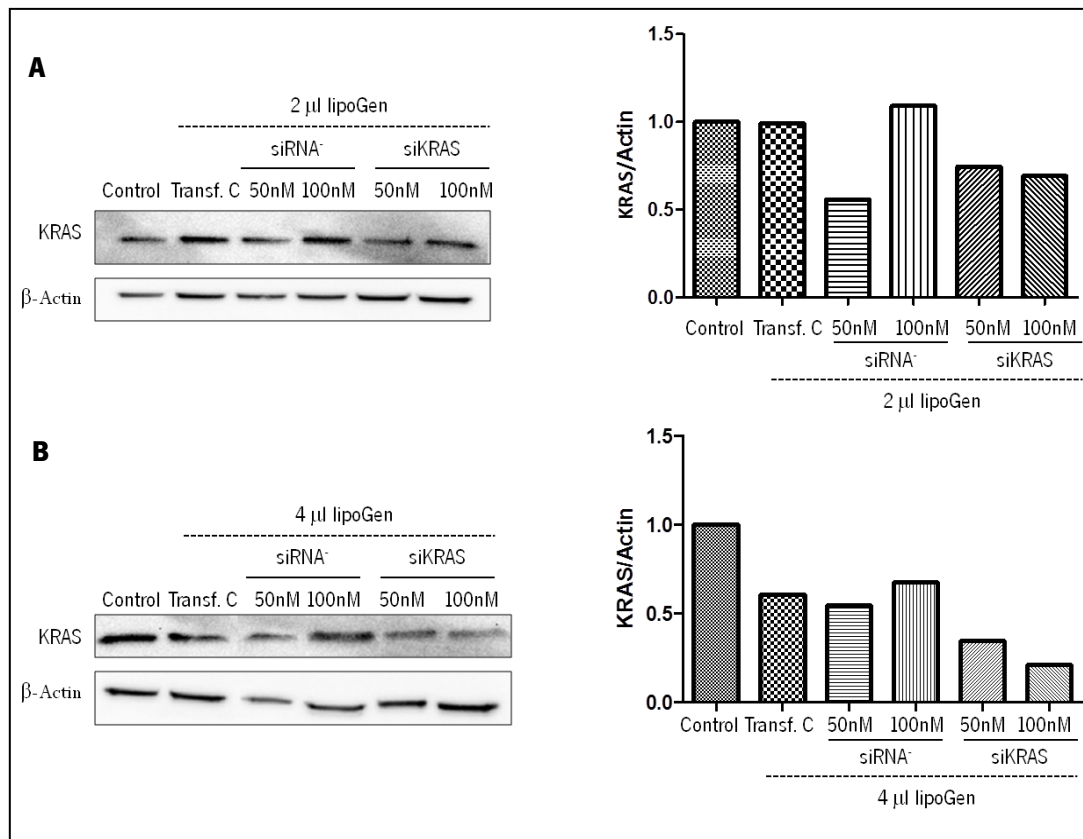 A
2 μl lipoGen
siRNA⁻ siKRAS
Control Transf. C 50nM 100nM 50nM 100nM
KRAS
β-Actin
1.5
1.0
0.5
0.0
KRAS/Actin
Control Transf. C 50nM 100nM 50nM 100nM
siRNA⁻ siKRAS
2 μl lipoGen
B
4 μl lipoGen
siRNA⁻ siKRAS
Control Transf. C 50nM 100nM 50nM 100nM
KRAS
β-Actin
1.5
1.0
0.5
0.0
KRAS/Actin
Control Transf. C 50nM 100nM 50nM 100nM
siRNA⁻ siKRAS
4 μl lipoGen